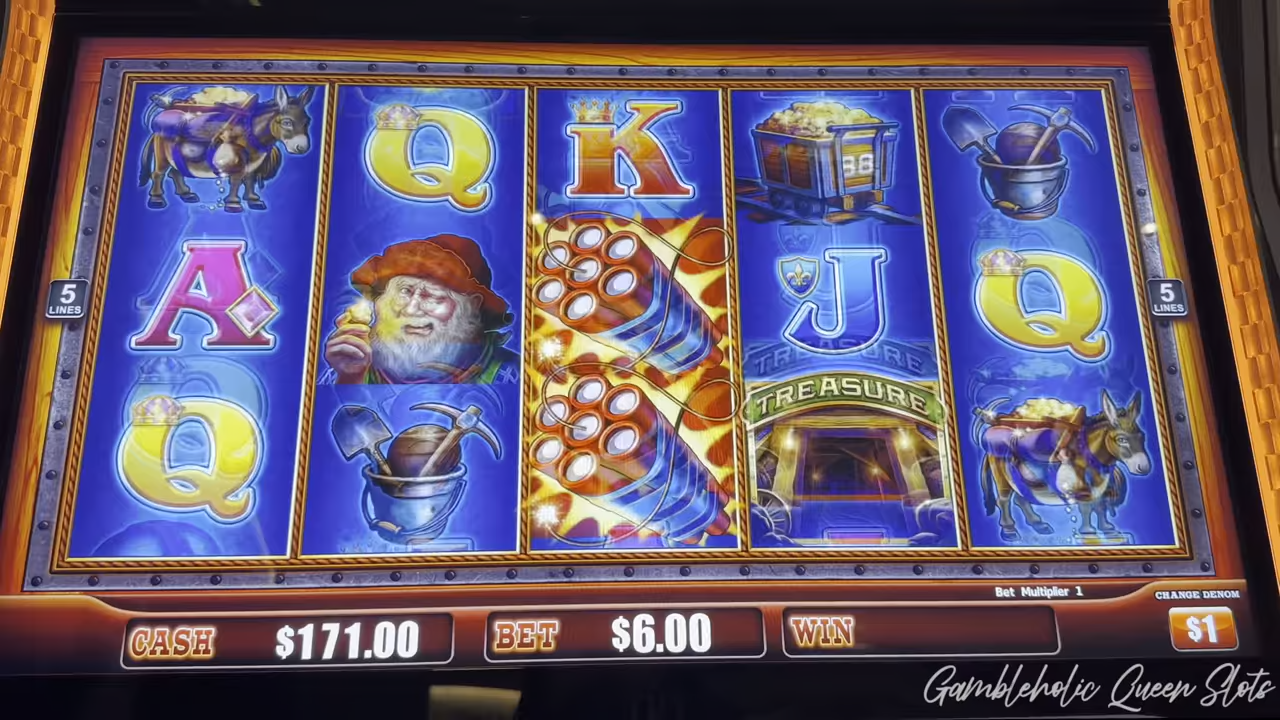 Q
K
88
A
J
Q
5
LINES
5
LINES
TREASURE
TREASURE
Q
Bet Multiplier 1
CHANGE DENOM
CASH $171.00
BET $6.00
WIN
$1
Gambleholic Queen Slots